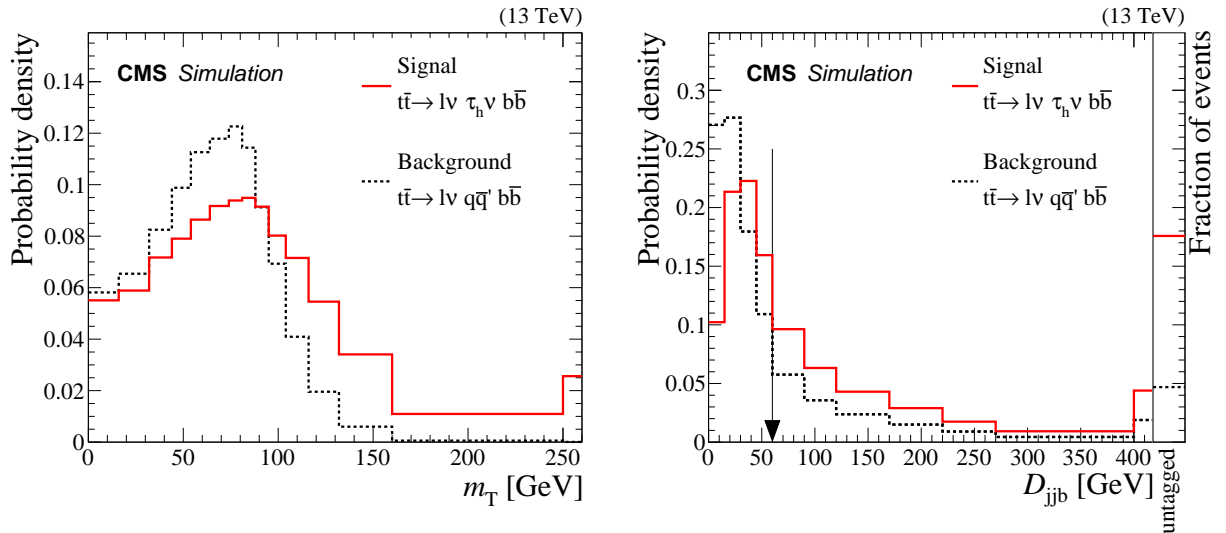 (13 TeV)
Probability density
CMS Simulation
Signal
tt̄→ lν τ_h ν bb̄
Background
tt̄→ lν qq̄' bb̄
0.14
0.12
0.1
0.08
0.06
0.04
0.02
0
0 50 100 150 200 250
m_T [GeV]
(13 TeV)
Probability density
CMS Simulation
Signal
tt̄→ lν τ_h ν bb̄
Background
tt̄→ lν qq̄' bb̄
0.3
0.25
0.2
0.15
0.1
0.05
0
0 50 100 150 200 250 300 350 400
D_jjb [GeV]
untagged
Fraction of events